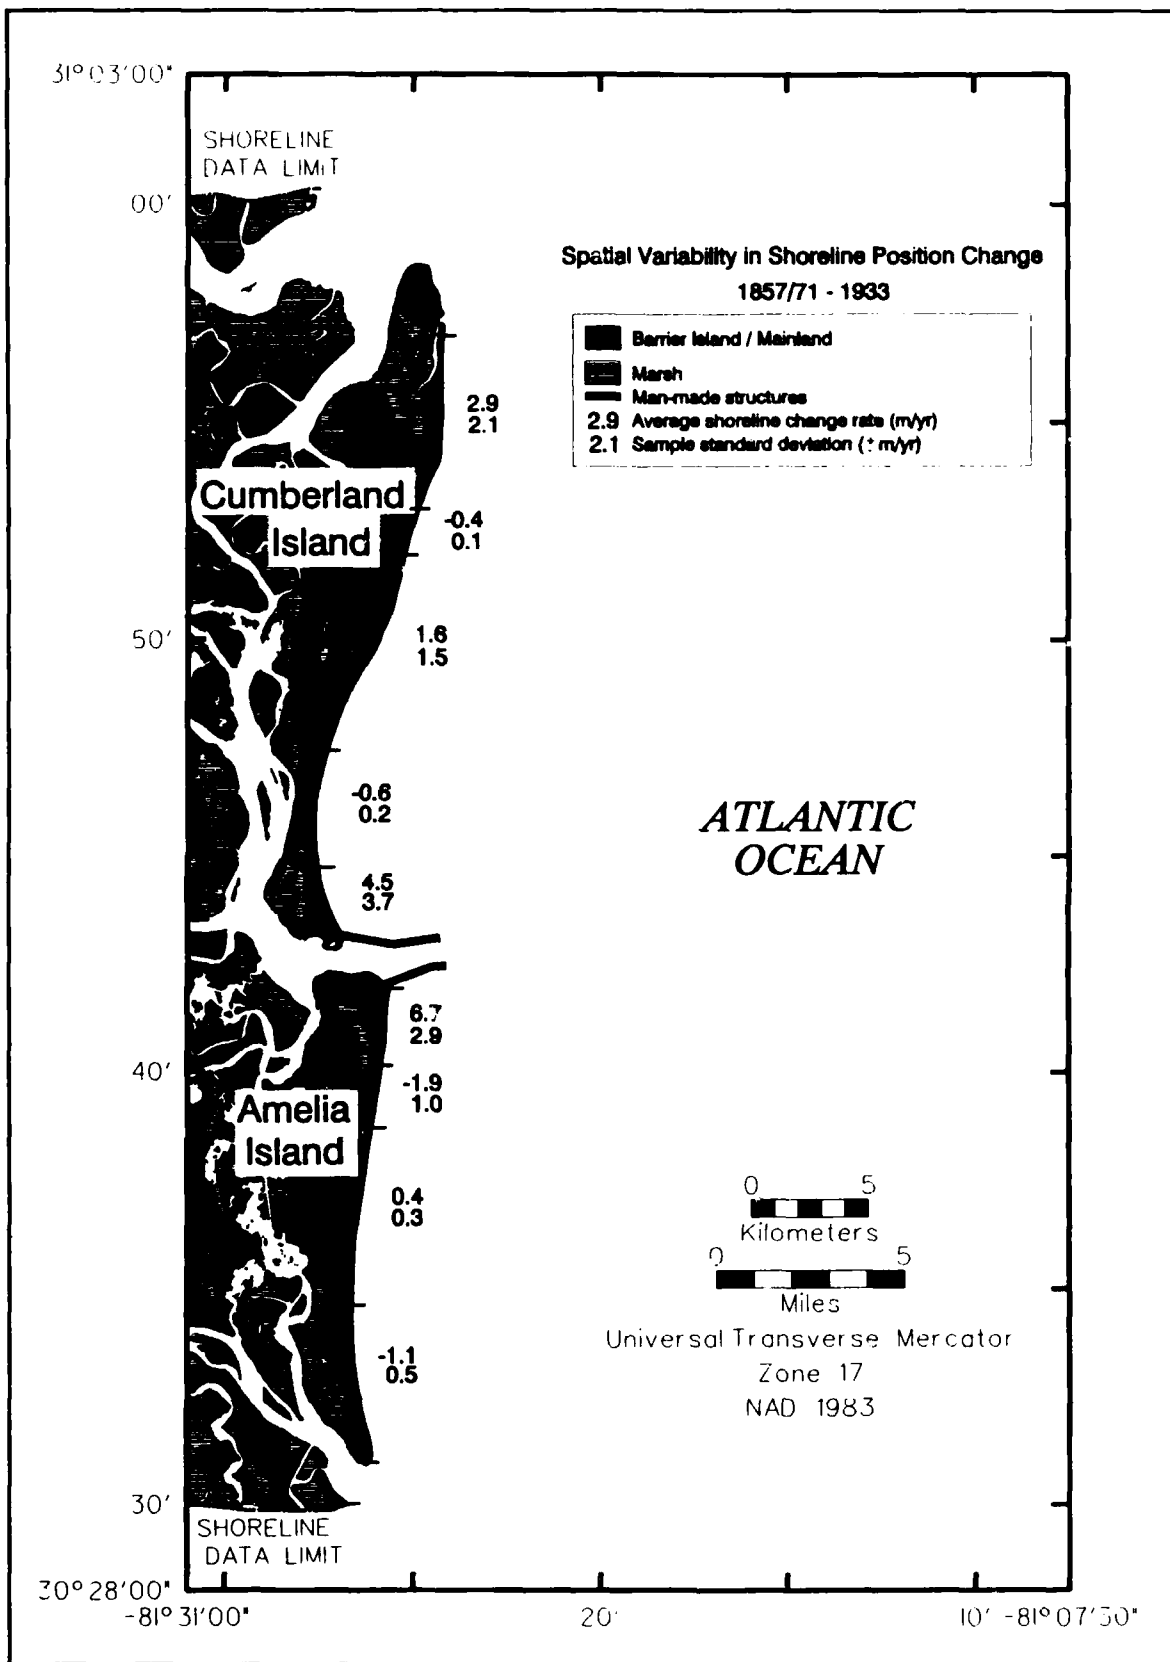 31°03'00"
SHORELINE
DATA LIMIT
00'
Spatial Variability in Shoreline Position Change
1857/71 - 1933
Barrier Island / Mainland
Marsh
Man-made structures
2.9 Average shoreline change rate (m/yr)
2.1 Sample standard deviation (± m/yr)
2.9
2.1
Cumberland
Island
-0.4
0.1
50'
1.6
1.5
-0.6
0.2
ATLANTIC
OCEAN
4.5
3.7
6.7
2.9
40'
-1.9
1.0
Amelia
Island
0.4
0.3
0 5
Kilometers
0 5
Miles
Universal Transverse Mercator
Zone 17
NAD 1983
-1.1
0.5
30'
SHORELINE
DATA LIMIT
30°28'00"
-81°31'00" 20' 10' -81°07'30"